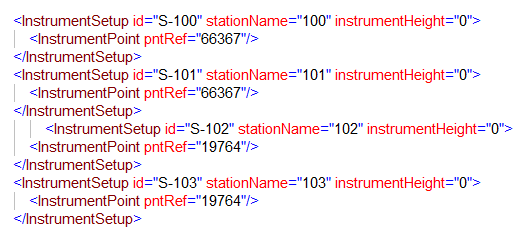 <InstrumentSetup id="S-100" stationName="100" instrumentHeight="0">
<InstrumentPoint pntRef="66367"/>
</InstrumentSetup>
<InstrumentSetup id="S-101" stationName="101" instrumentHeight="0">
<InstrumentPoint pntRef="66367"/>
</InstrumentSetup>
<InstrumentSetup id="S-102" stationName="102" instrumentHeight="0">
<InstrumentPoint pntRef="19764"/>
</InstrumentSetup>
<InstrumentSetup id="S-103" stationName="103" instrumentHeight="0">
<InstrumentPoint pntRef="19764"/>
</InstrumentSetup>